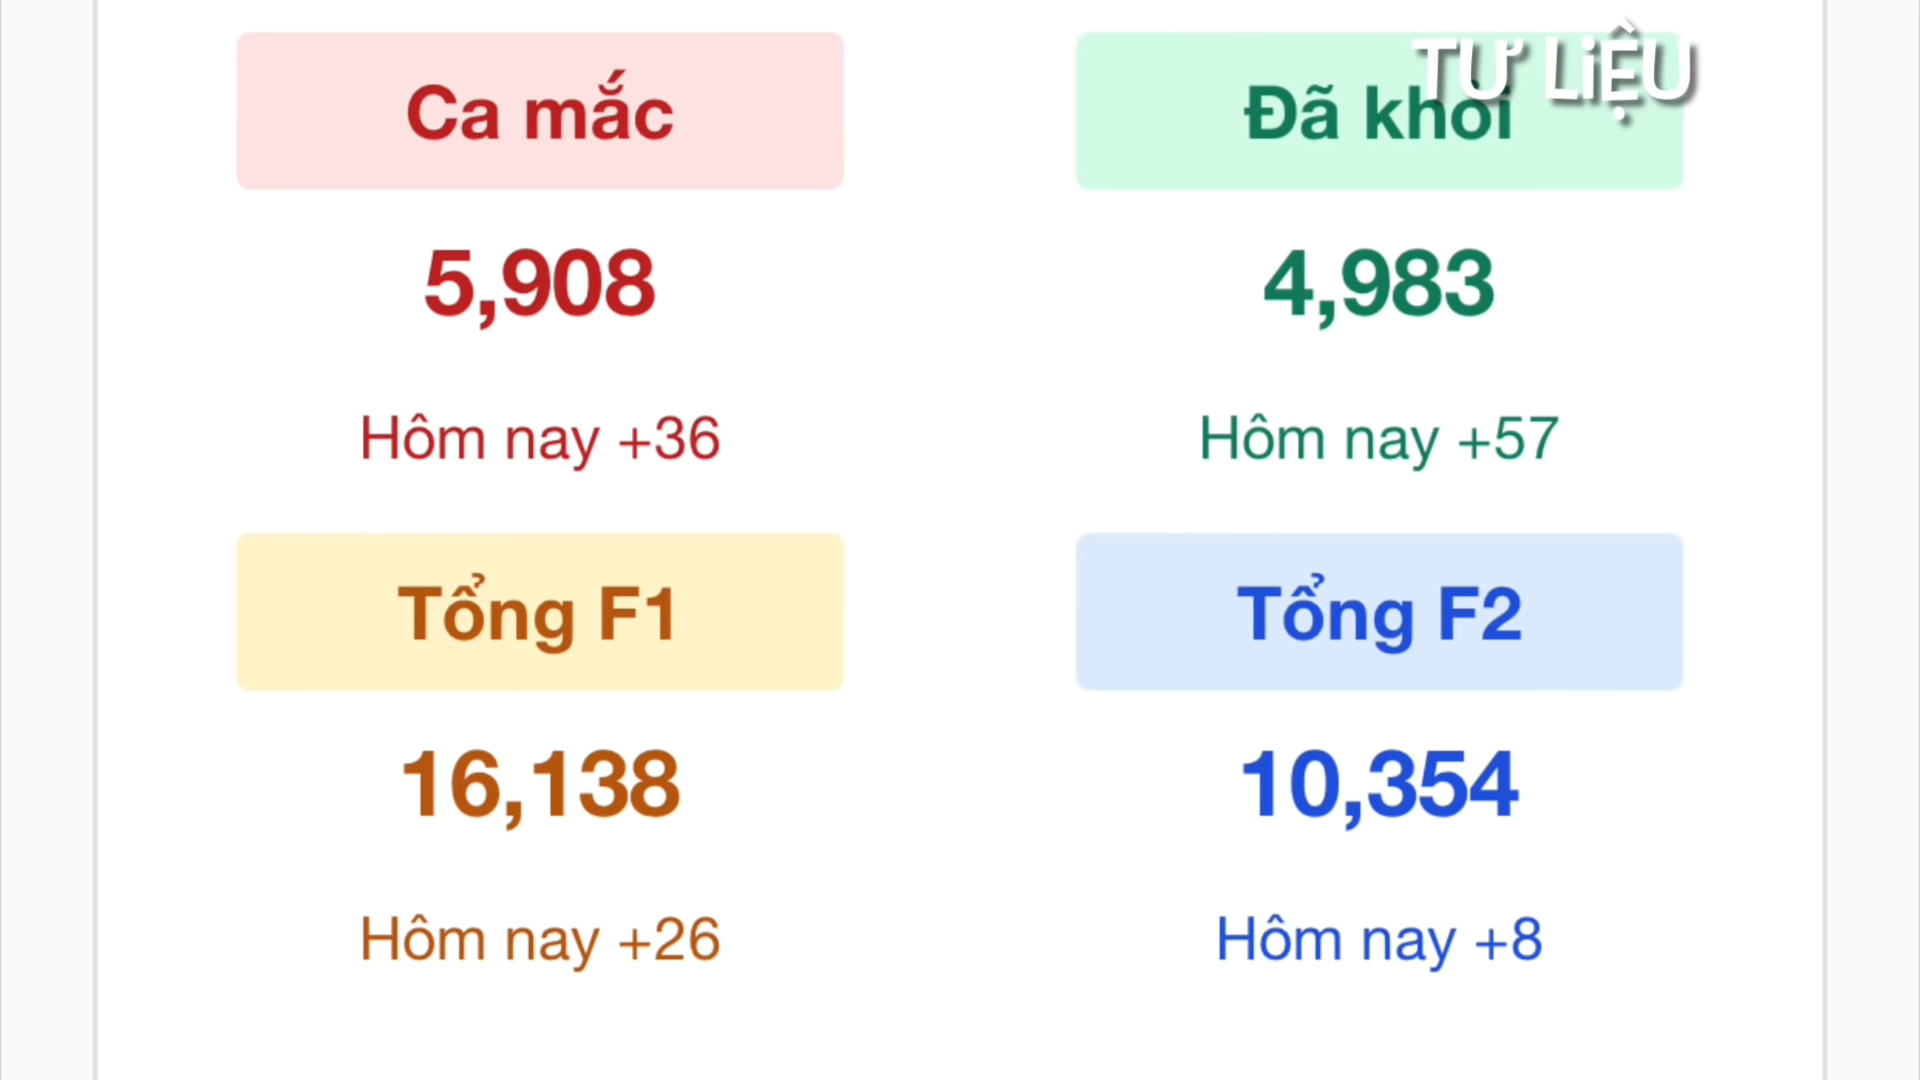 TƯ LiỆU
Ca mắc
Đã khỏi
5,908
4,983
Hôm nay +36
Hôm nay +57
Tổng F1
Tổng F2
16,138
10,354
Hôm nay +26
Hôm nay +8